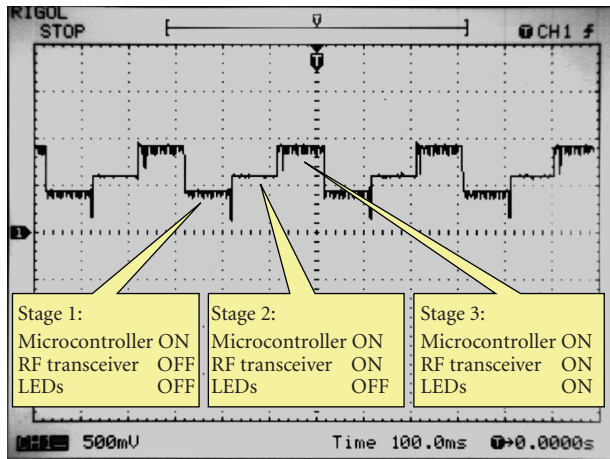 RIGOL
STOP
T CH1
T
1
Stage 1:
Microcontroller ON
RF transceiver OFF
LEDs OFF
Stage 2:
Microcontroller ON
RF transceiver ON
LEDs OFF
Stage 3:
Microcontroller ON
RF transceiver ON
LEDs ON
500mV Time 100.0ms T→0.0000s